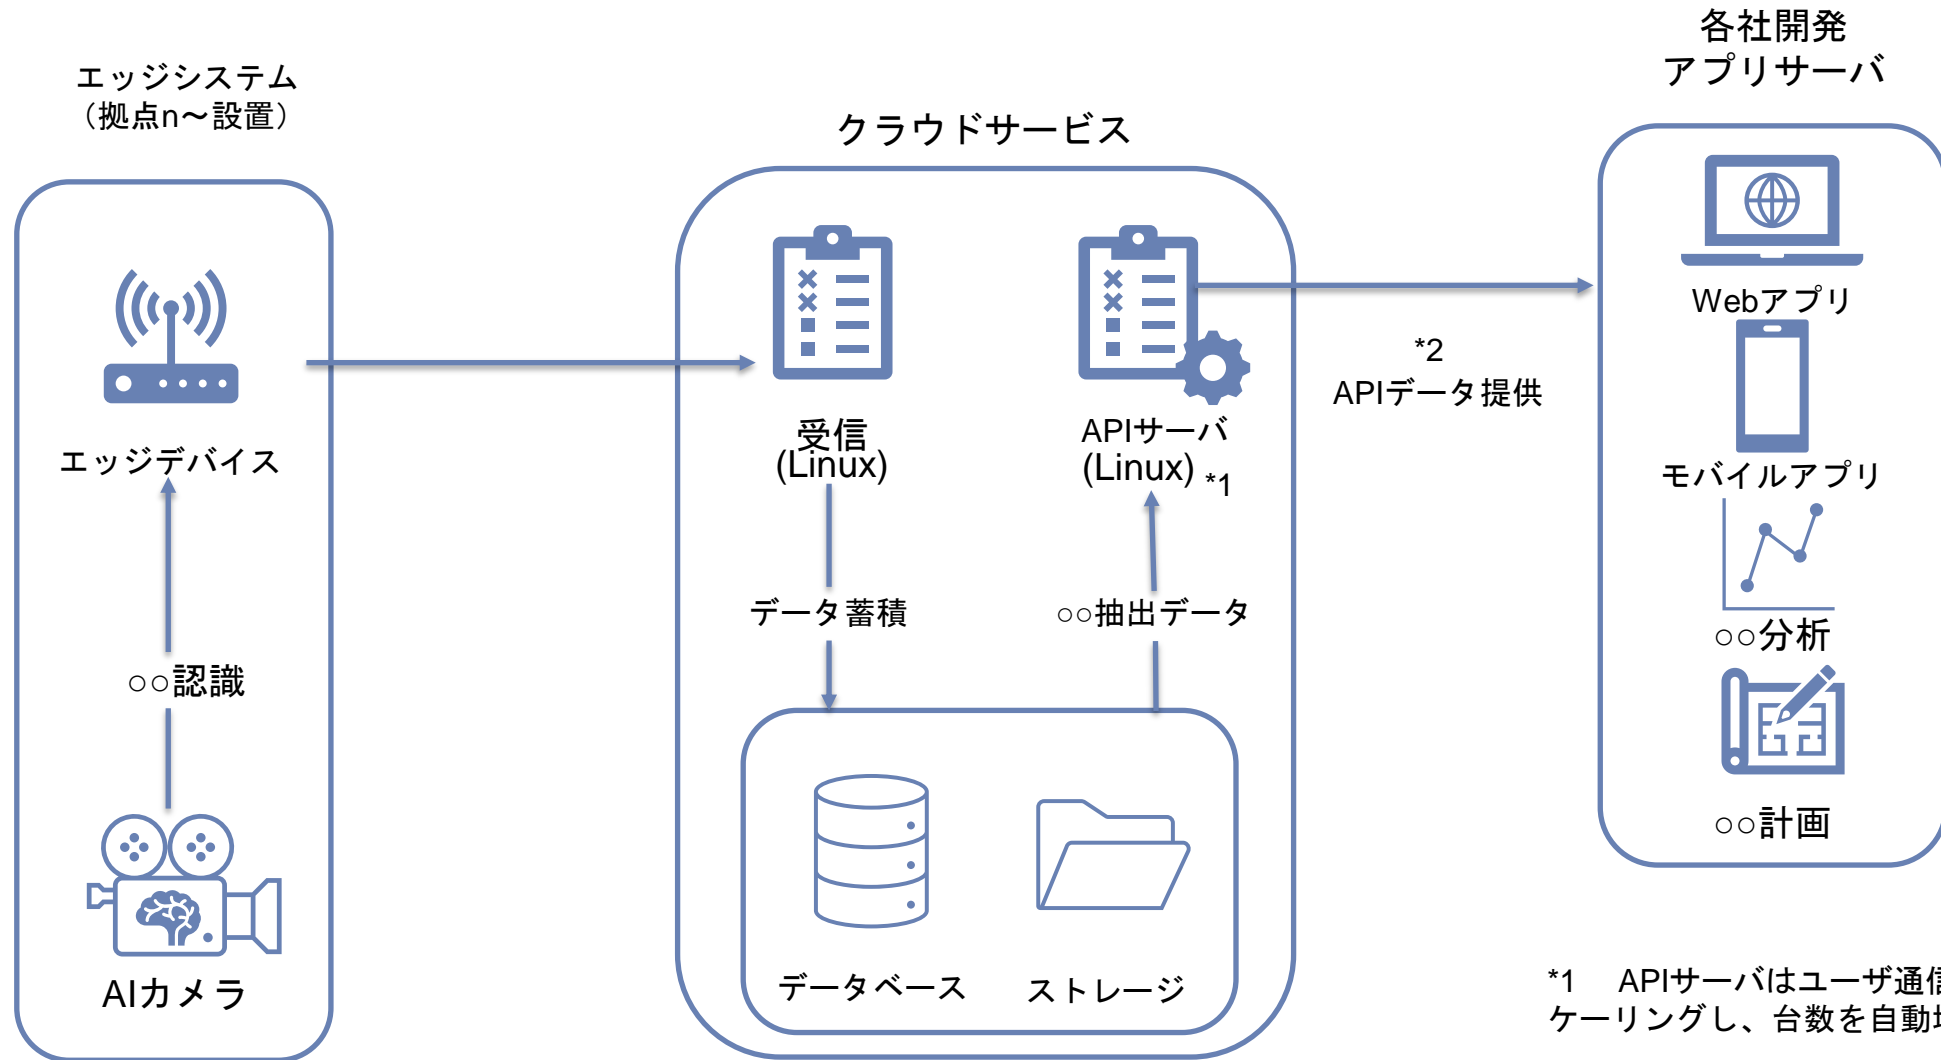 エッジシステム
（拠点n～設置）
エッジデバイス
○○認識
AIカメラ
クラウドサービス
受信
(Linux)
APIサーバ
(Linux) *1
データ蓄積
○○抽出データ
データベース
ストレージ
*2
APIデータ提供
各社開発
アプリサーバ
Webアプリ
モバイルアプリ
○○分析
○○計画
*1 APIサーバはユーザ通信
ケーリングし、台数を自動